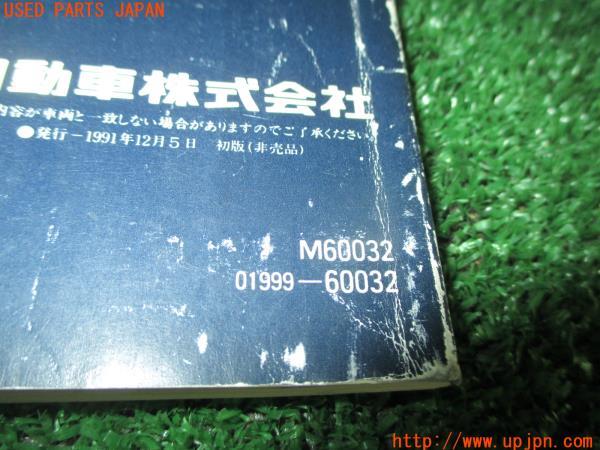 USED PARTS JAPAN
動車株式会社
内容が車両と一致しない場合がありますのでご了承ください
●発行－1991年12月5日 初版(非売品)
M60032
01999－60032
http://www.upjpn.com/